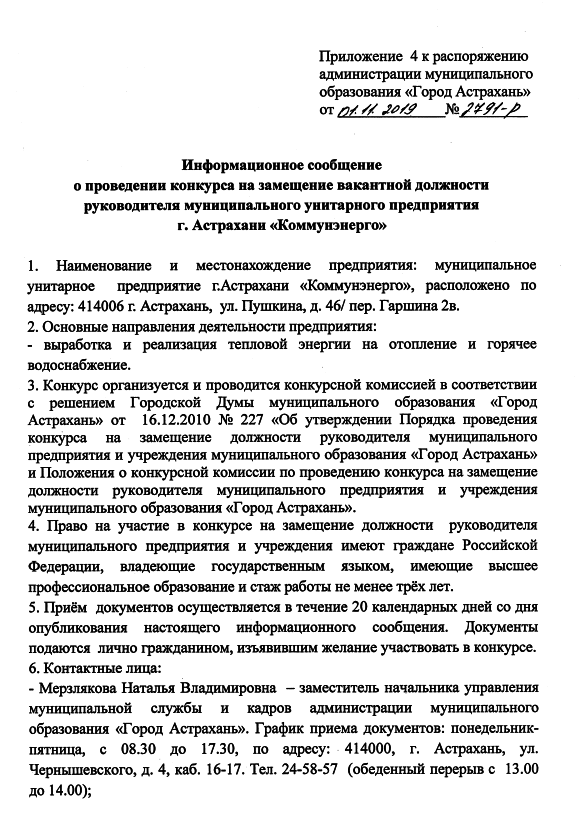 Приложение 4 к распоряжению
администрации муниципального
образования «Город Астрахань»
от 01.11.2019 № 2791-р
Информационное сообщение
о проведении конкурса на замещение вакантной должности
руководителя муниципального унитарного предприятия
г. Астрахани «Коммунэнерго»
1. Наименование и местонахождение предприятия: муниципальное
унитарное предприятие г.Астрахани «Коммунэнерго», расположено по
адресу: 414006 г. Астрахань, ул. Пушкина, д. 46/ пер. Гаршина 2в.
2. Основные направления деятельности предприятия:
- выработка и реализация тепловой энергии на отопление и горячее
водоснабжение.
3. Конкурс организуется и проводится конкурсной комиссией в соответствии
с решением Городской Думы муниципального образования «Город
Астрахань» от 16.12.2010 № 227 «Об утверждении Порядка проведения
конкурса на замещение должности руководителя муниципального
предприятия и учреждения муниципального образования «Город Астрахань»
и Положения о конкурсной комиссии по проведению конкурса на замещение
должности руководителя муниципального предприятия и учреждения
муниципального образования «Город Астрахань».
4. Право на участие в конкурсе на замещение должности руководителя
муниципального предприятия и учреждения имеют граждане Российской
Федерации, владеющие государственным языком, имеющие высшее
профессиональное образование и стаж работы не менее трёх лет.
5. Приём документов осуществляется в течение 20 календарных дней со дня
опубликования настоящего информационного сообщения. Документы
подаются лично гражданином, изъявившим желание участвовать в конкурсе.
6. Контактные лица:
- Мерзлякова Наталья Владимировна – заместитель начальника управления
муниципальной службы и кадров администрации муниципального
образования «Город Астрахань». График приема документов: понедельник-
пятница, с 08.30 до 17.30, по адресу: 414000, г. Астрахань, ул.
Чернышевского, д. 4, каб. 16-17. Тел. 24-58-57 (обеденный перерыв с 13.00
до 14.00);